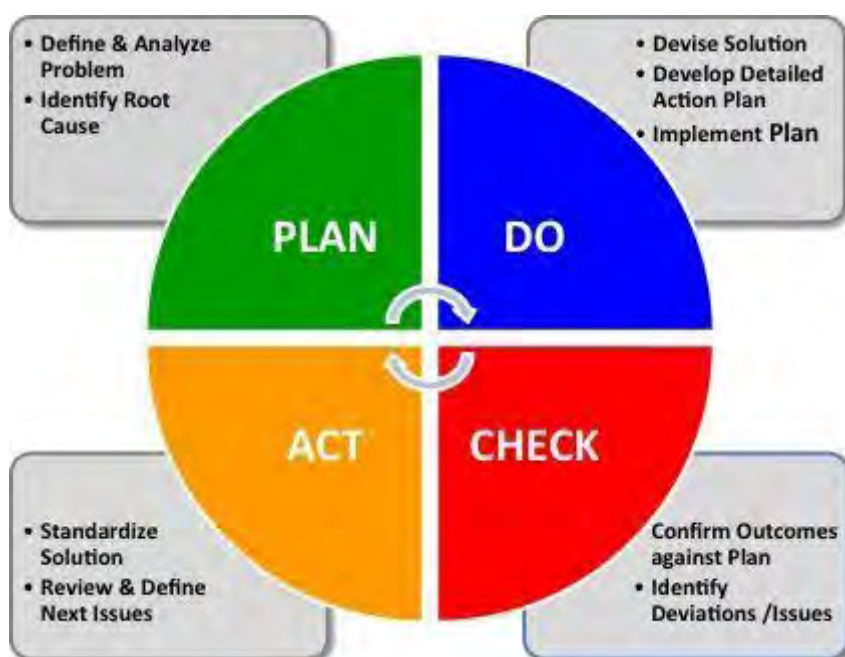 • Define & Analyze
Problem
• Identify Root
Cause
• Devise Solution
• Develop Detailed
Action Plan
• Implement Plan
PLAN
DO
ACT
CHECK
• Standardize
Solution
• Review & Define
Next Issues
Confirm Outcomes
against Plan
• Identify
Deviations /Issues